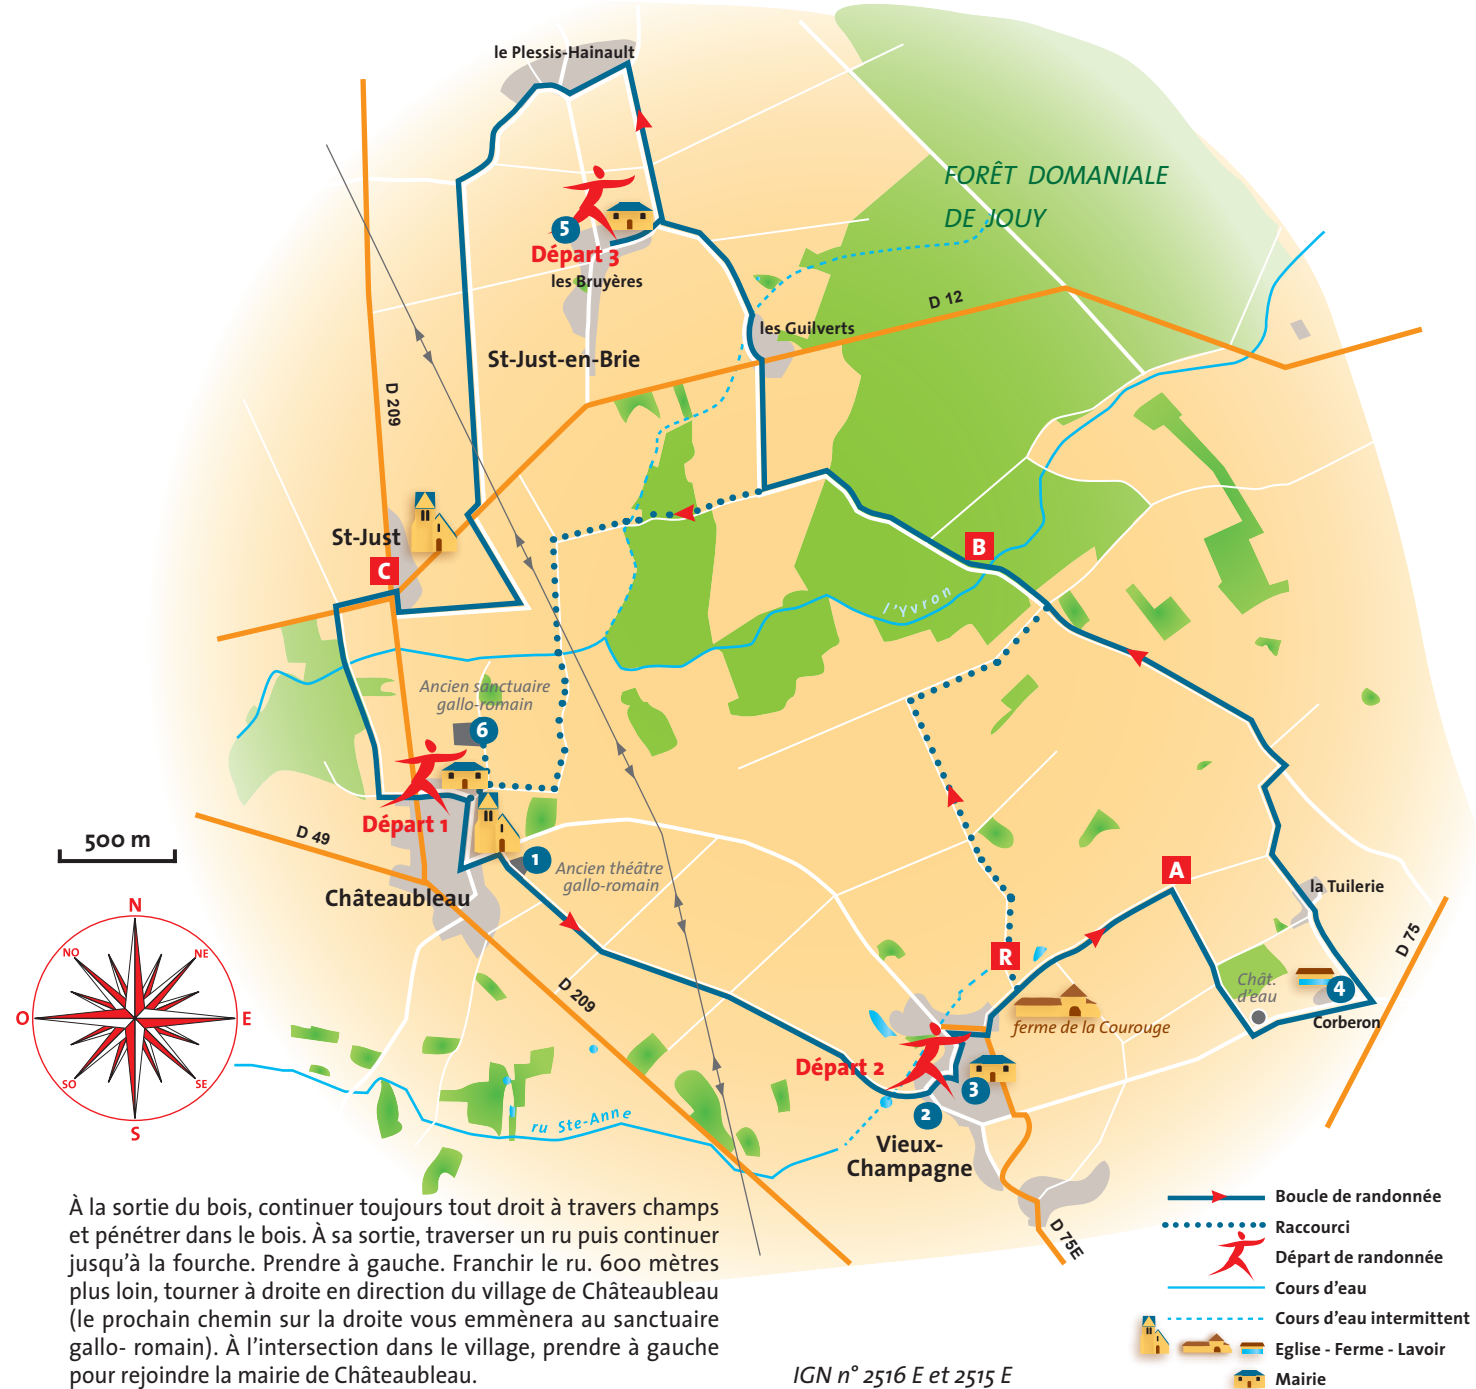 le Plessis-Hainault
FORÊT DOMANIALE
DE JOUY
5
Départ 3
les Bruyères
D 12
les Guilverts
St-Just-en-Brie
D 209
St-Just
C
B
l'Yvron
Ancien sanctuaire
gallo-romain
6
Départ 1
500 m
D 49
1
Ancien théâtre
gallo-romain
A
la Tuilerie
Châteaubleau
N
NO
NE
O
E
SO
SE
S
R
D 75
D 209
Chât.
d'eau
4
Corberon
ferme de la Courouge
Départ 2
3
2
ru Ste-Anne
Vieux-
Champagne
D 75E
À la sortie du bois, continuer toujours tout droit à travers champs
et pénétrer dans le bois. À sa sortie, traverser un ru puis continuer
jusqu'à la fourche. Prendre à gauche. Franchir le ru. 600 mètres
plus loin, tourner à droite en direction du village de Châteaubleau
(le prochain chemin sur la droite vous emmènera au sanctuaire
gallo- romain). À l'intersection dans le village, prendre à gauche
pour rejoindre la mairie de Châteaubleau.
IGN n° 2516 E et 2515 E
Boucle de randonnée
Raccourci
Départ de randonnée
Cours d'eau
Cours d'eau intermittent
Eglise - Ferme - Lavoir
Mairie